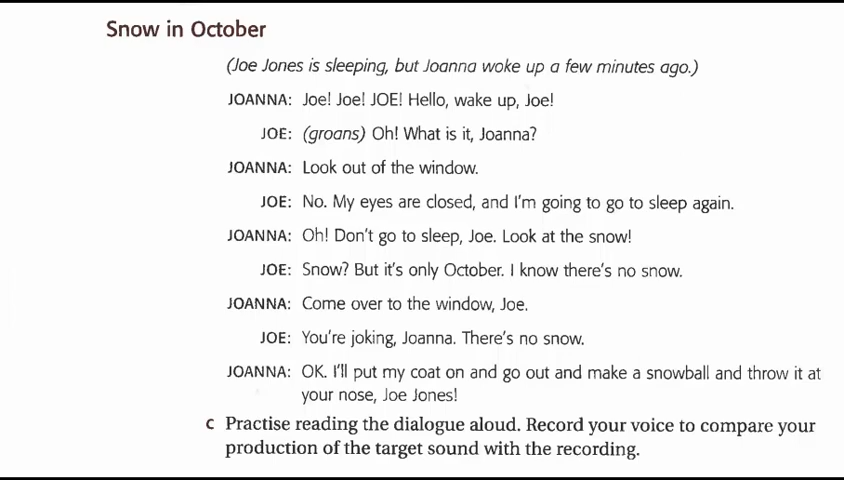 Snow in October
(Joe Jones is sleeping, but Joanna woke up a few minutes ago.)
JOANNA: Joe! Joe! JOE! Hello, wake up, Joe!
JOE: (groans) Oh! What is it, Joanna?
JOANNA: Look out of the window.
JOE: No. My eyes are closed, and I'm going to go to sleep again.
JOANNA: Oh! Don't go to sleep, Joe. Look at the snow!
JOE: Snow? But it's only October. I know there's no snow.
JOANNA: Come over to the window, Joe.
JOE: You're joking, Joanna. There's no snow.
JOANNA: OK. I'll put my coat on and go out and make a snowball and throw it at
your nose, Joe Jones!
C Practise reading the dialogue aloud. Record your voice to compare your
production of the target sound with the recording.